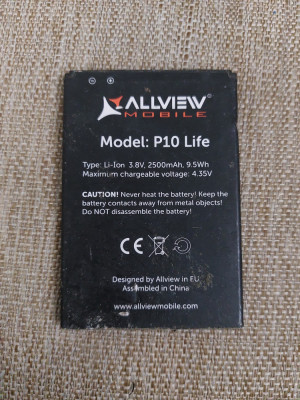 ALLVIEW
MOBILE
Model: P10 Life
Type: Li-Ion 3.8V, 2500mAh, 9.5Wh
Maximum chargeable voltage: 4.35V
CAUTION! Never heat the battery! Keep the
battery contacts away from metal objects!
Do NOT disassemble the battery!
CE
Designed by Allview in EU
Assembled in China
www.allviewmobile.com